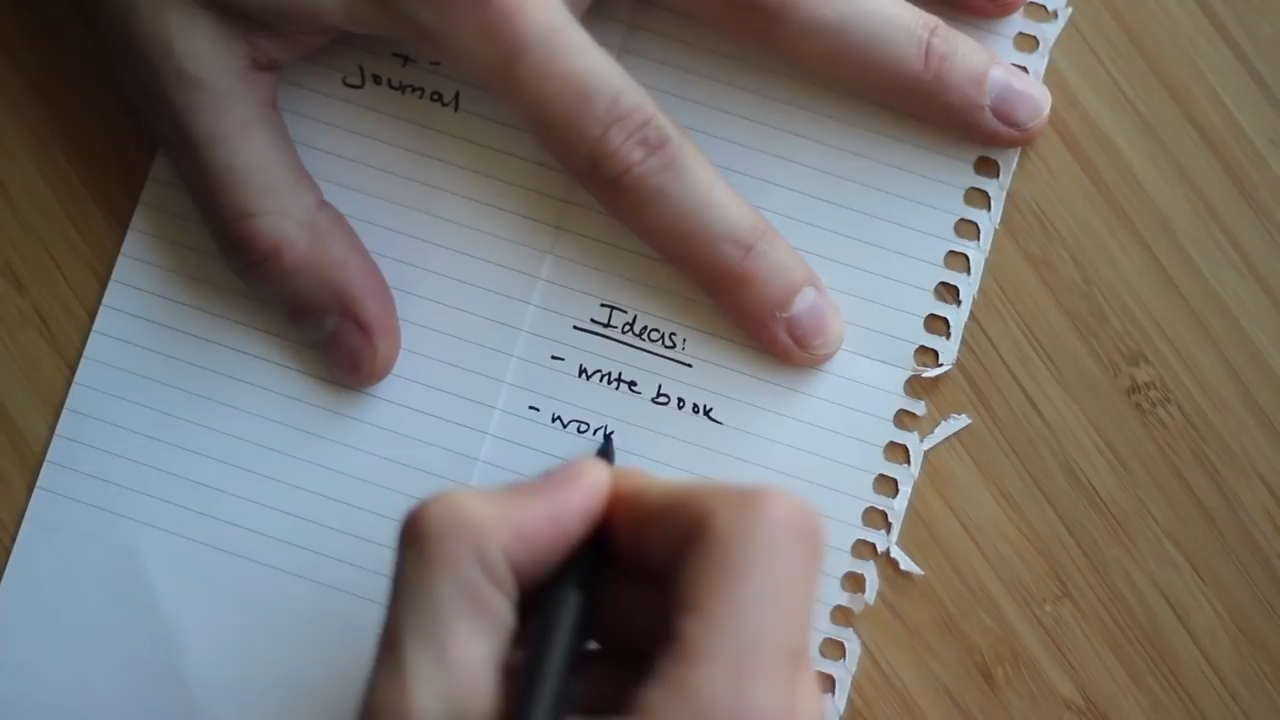 + -
Journal
Ideas:
- write book
- work